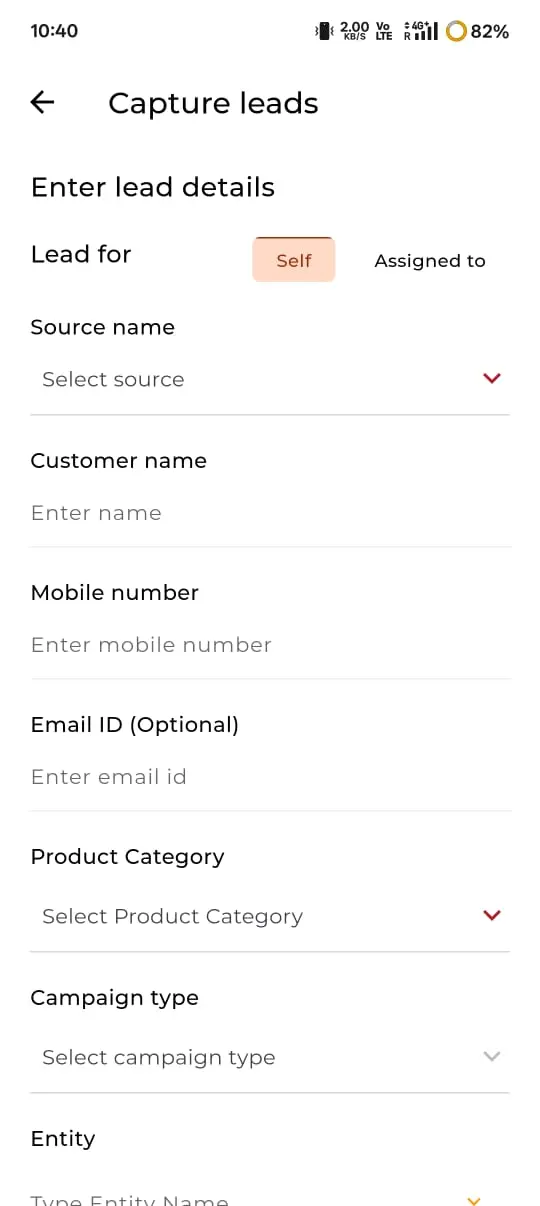 10:40 2.00 KB/S Vo LTE R 4G+ 82%
Capture leads
Enter lead details
Lead for Self Assigned to
Source name
Select source
Customer name
Enter name
Mobile number
Enter mobile number
Email ID (Optional)
Enter email id
Product Category
Select Product Category
Campaign type
Select campaign type
Entity
Type Entity Name